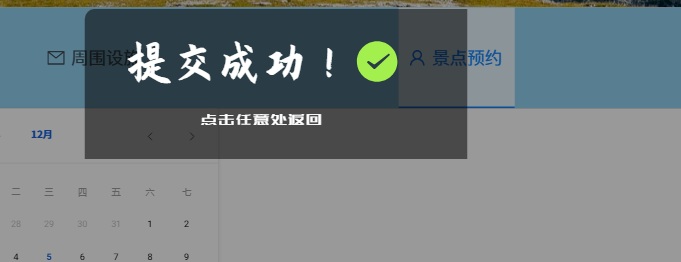 周围设施
提交成功！
景点预约
点击任意处返回
12月
二 三 四 五 六 七
28 29 30 31 1 2
4 5 6 7 8 9